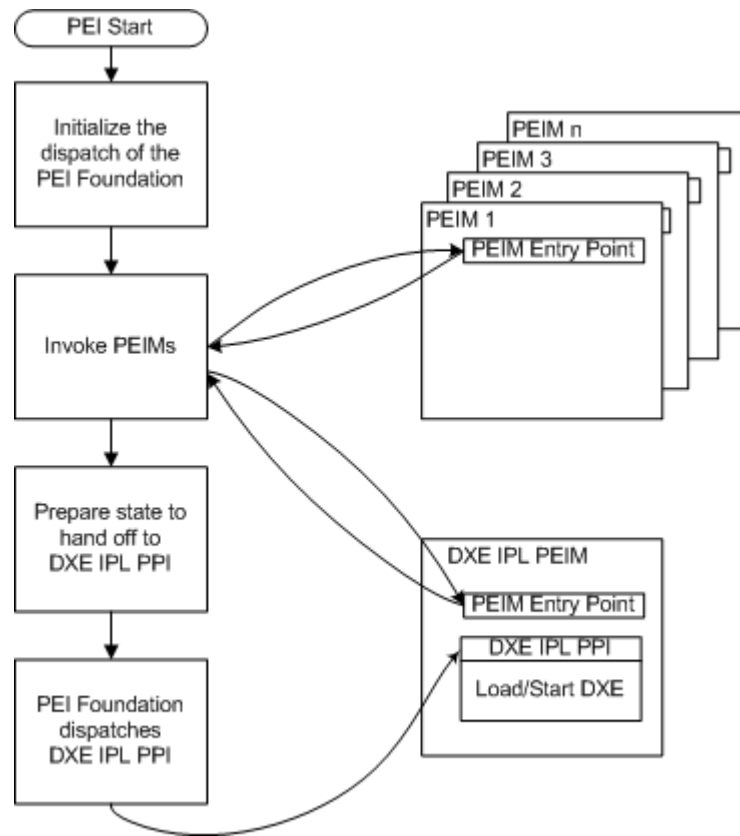 PEI Start
Initialize the
dispatch of the
PEI Foundation
Invoke PEIMs
Prepare state to
hand off to
DXE IPL PPI
PEI Foundation
dispatches
DXE IPL PPI
PEIM n
PEIM 3
PEIM 2
PEIM 1
PEIM Entry Point
DXE IPL PEIM
PEIM Entry Point
DXE IPL PPI
Load/Start DXE